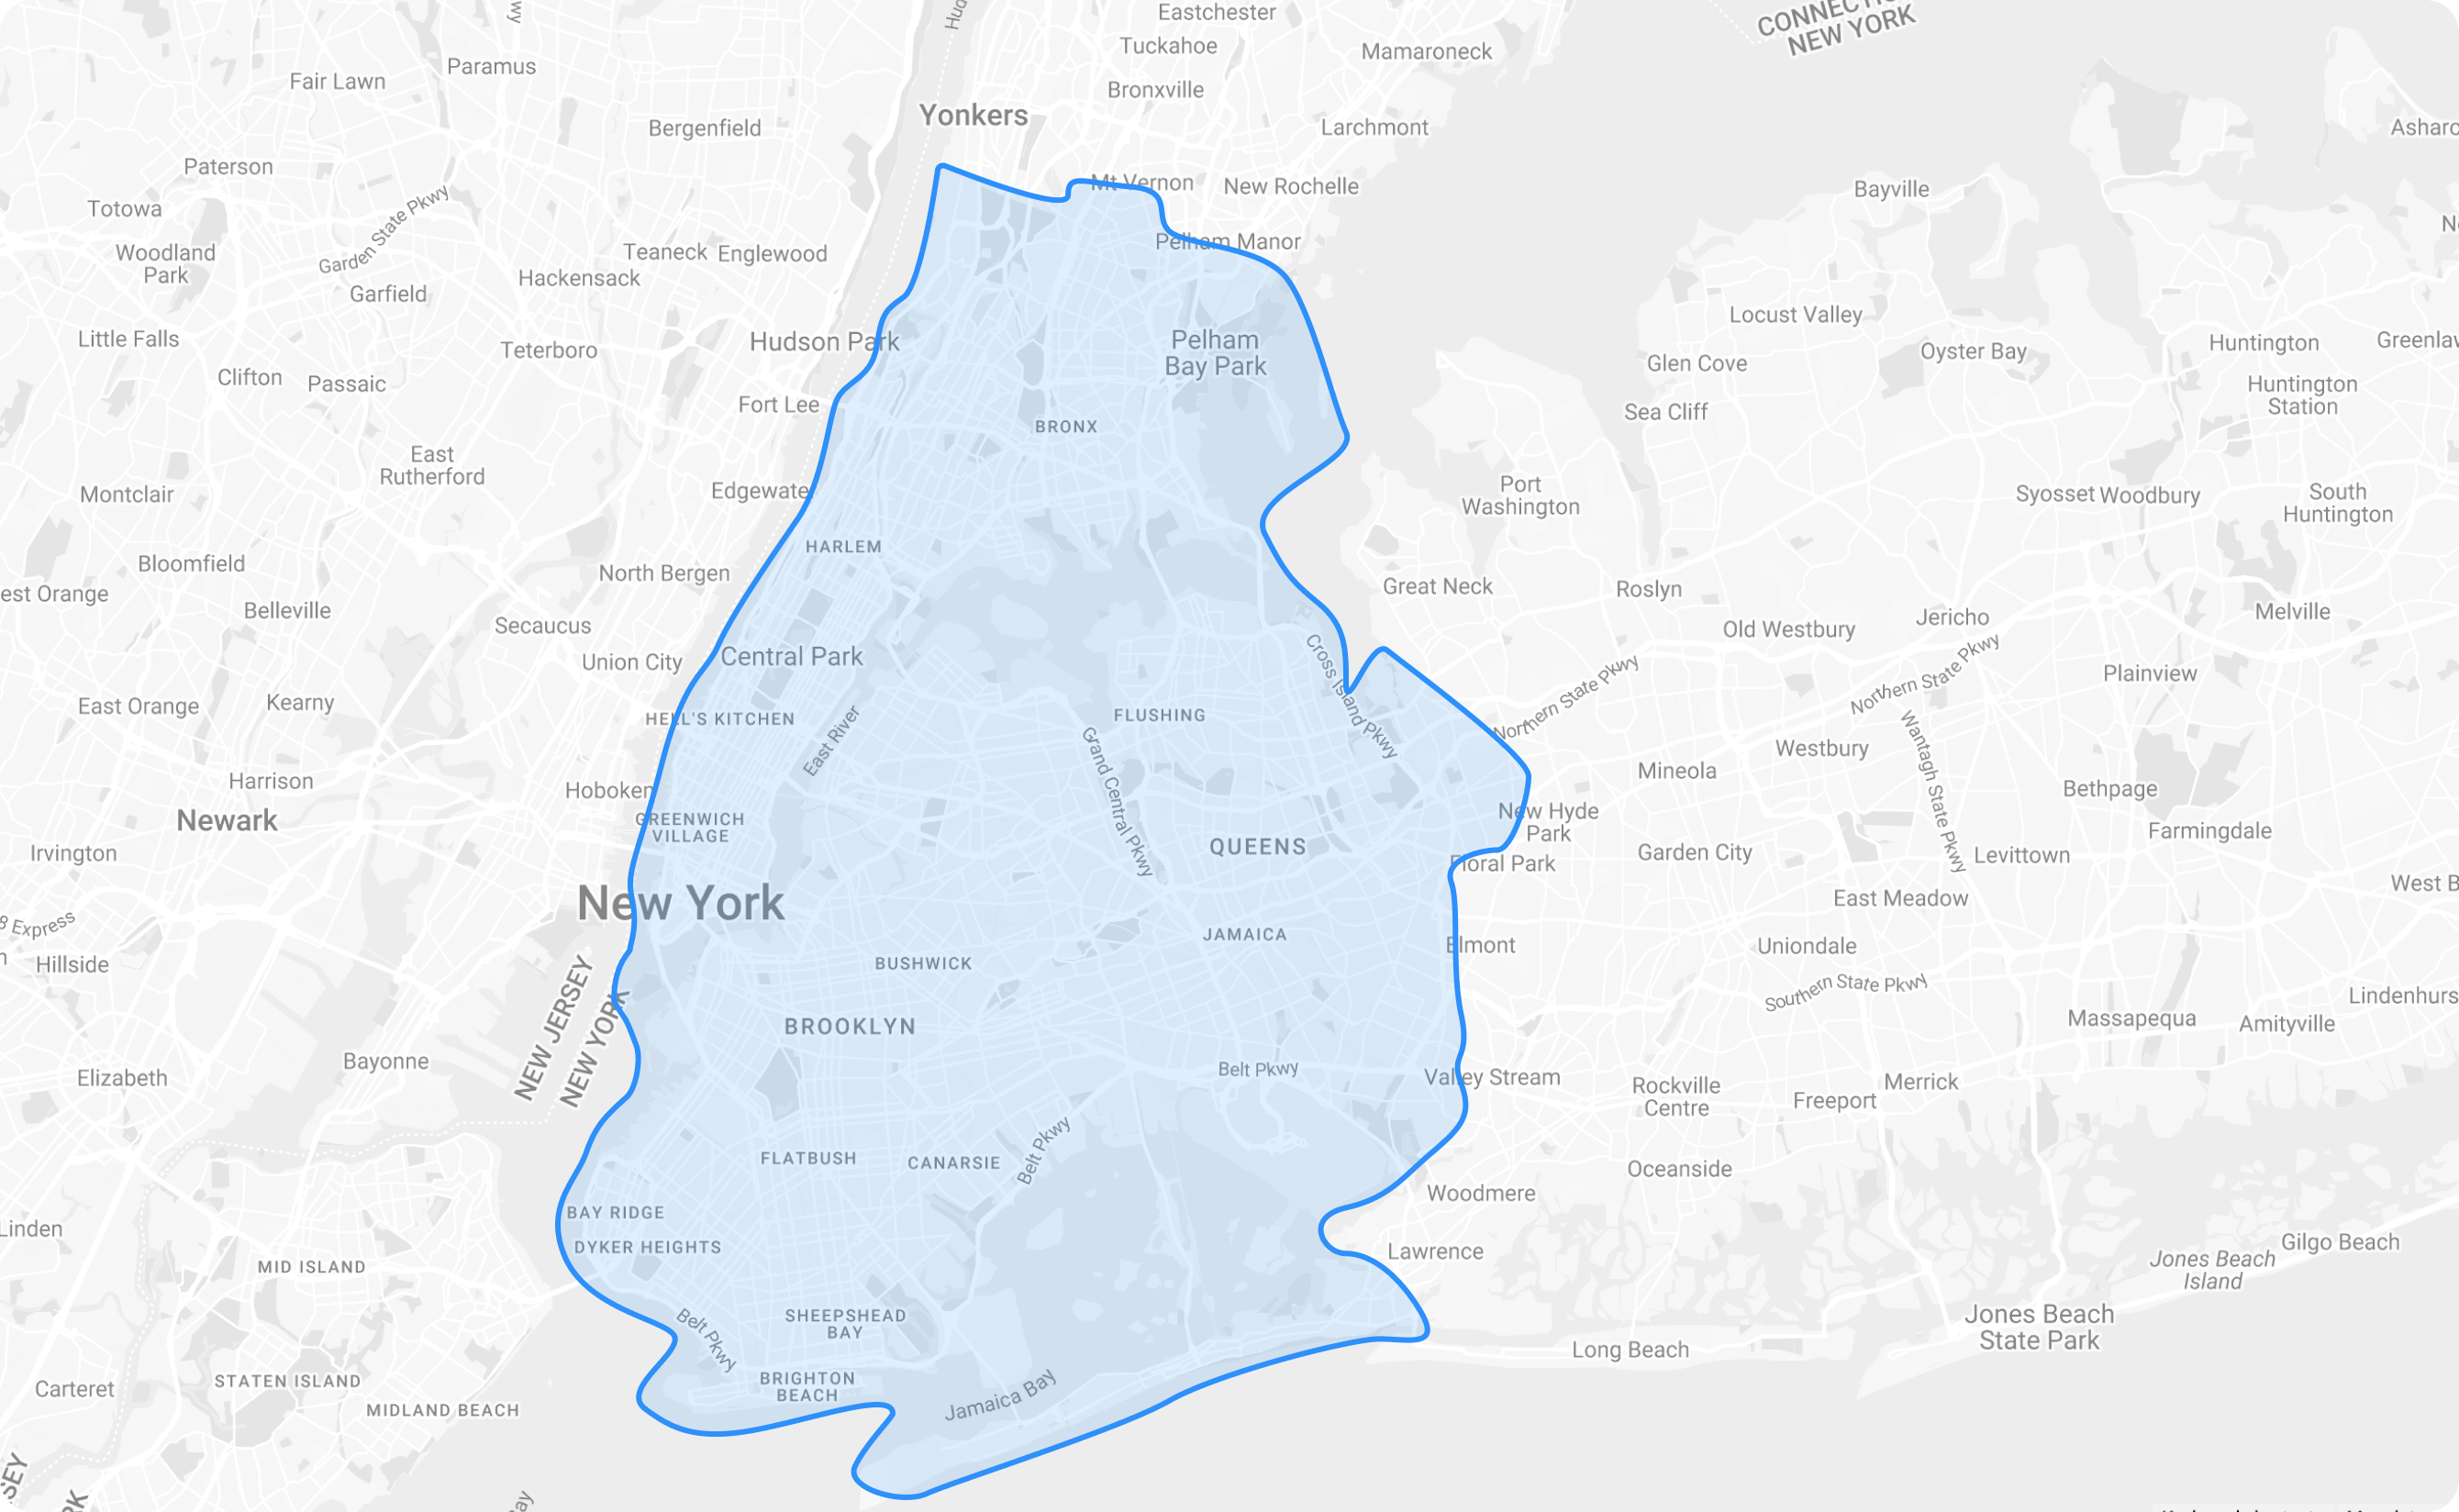 Eastchester
CONNECTICUT
NEW YORK
Tuckahoe
Mamaroneck
Paramus
Fair Lawn
Bronxville
Yonkers
Bergenfield
Larchmont
Paterson
Mt Vernon
New Rochelle
Bayville
Totowa
Garden State Pkwy
Woodland
Park
Teaneck
Englewood
Pelham Manor
Hackensack
Garfield
Locust Valley
Little Falls
Hudson Park
Pelham
Bay Park
Teterboro
Glen Cove
Oyster Bay
Huntington
Greenlaw
Clifton
Passaic
Fort Lee
Huntington
Station
Sea Cliff
BRONX
East
Rutherford
Montclair
Edgewater
Port
Washington
Syosset
Woodbury
South
Huntington
HARLEM
Bloomfield
North Bergen
Great Neck
Roslyn
est Orange
Belleville
Secaucus
Old Westbury
Jericho
Melville
Union City
Central Park
Cross Island Pkwy
Northern State Pkwy
Northern State Pkwy
Plainview
East Orange
Kearny
HELL'S KITCHEN
East River
FLUSHING
Grand Central Pkwy
Wantagh State Pkwy
Westbury
Harrison
Hoboken
Mineola
Bethpage
Newark
GREENWICH
VILLAGE
New Hyde
Park
Farmingdale
Irvington
QUEENS
Floral Park
Garden City
Levittown
West B
New York
East Meadow
8 Express
JAMAICA
Elmont
Uniondale
Hillside
BUSHWICK
NEW JERSEY
NEW YORK
Southern State Pkwy
Lindenhurs
BROOKLYN
Massapequa
Amityville
Bayonne
Elizabeth
Belt Pkwy
Valley Stream
Rockville
Centre
Merrick
Freeport
Belt Pkwy
FLATBUSH
CANARSIE
Oceanside
Woodmere
BAY RIDGE
Linden
DYKER HEIGHTS
Lawrence
Gilgo Beach
MID ISLAND
Jones Beach
Island
Belt Pkwy
SHEEPSHEAD
BAY
Jones Beach
State Park
Long Beach
STATEN ISLAND
Carteret
BRIGHTON
BEACH
Jamaica Bay
MIDLAND BEACH
SEY
RK
ay